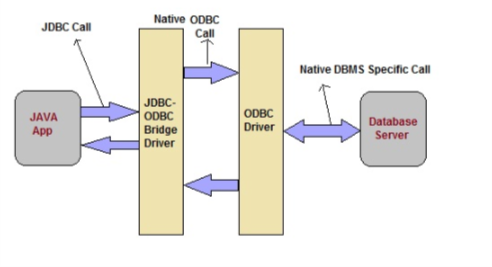 JDBC Call
Native ODBC
Call
Native DBMS Specific Call
JAVA
App
JDBC-
ODBC
Bridge
Driver
ODBC
Driver
Database
Server